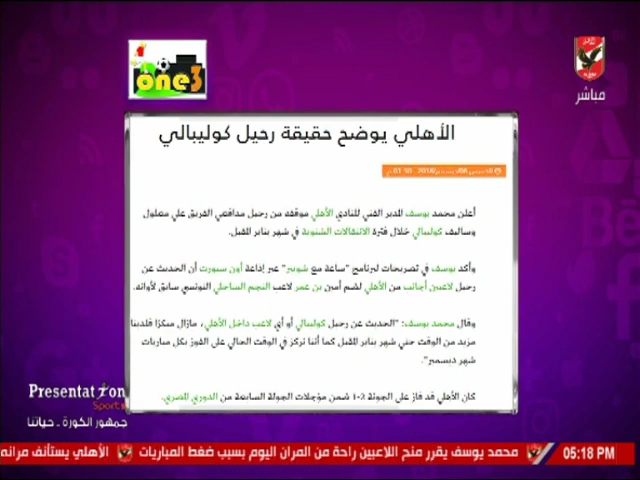 one3
مباشر
الأهلي يوضح حقيقة رحيل كوليبالي
أعلن محمد يوسف المدير الفني للنادي الأهلي موقفه من رحيل مدافعي الفريق علي معلول
وساليف كوليبالي خلال فترة الانتقالات الشتوية في شهر يناير المقبل.
وأكد يوسف في تصريحات لبرنامج "ساعة مع شوبير" عبر إذاعة أون سبورت أن الحديث عن
رحيل لاعبين أجانب من الأهلي لضم أمين بن عمر لاعب النجم الساحلي التونسي سابق لأوانه.
وقال محمد يوسف: "الحديث عن رحيل كوليبالي أو أي لاعب داخل الأهلي، مازال مبكرًا فلدينا
مزيد من الوقت حتي شهر يناير المقبل كما أننا نركز في الوقت الحالي على الفوز بكل مباريات
شهر ديسمبر".
كان الأهلي قد فاز على الجونة 2-1 ضمن مؤجلات الجولة السابعة من الدوري المصري.
Presentation
Sports
جمهور الكورة - حياتنا
محمد يوسف يقرر منح اللاعبين راحة من المران اليوم بسبب ضغط المباريات
الأهلي يستأنف مرانه
05:18 PM